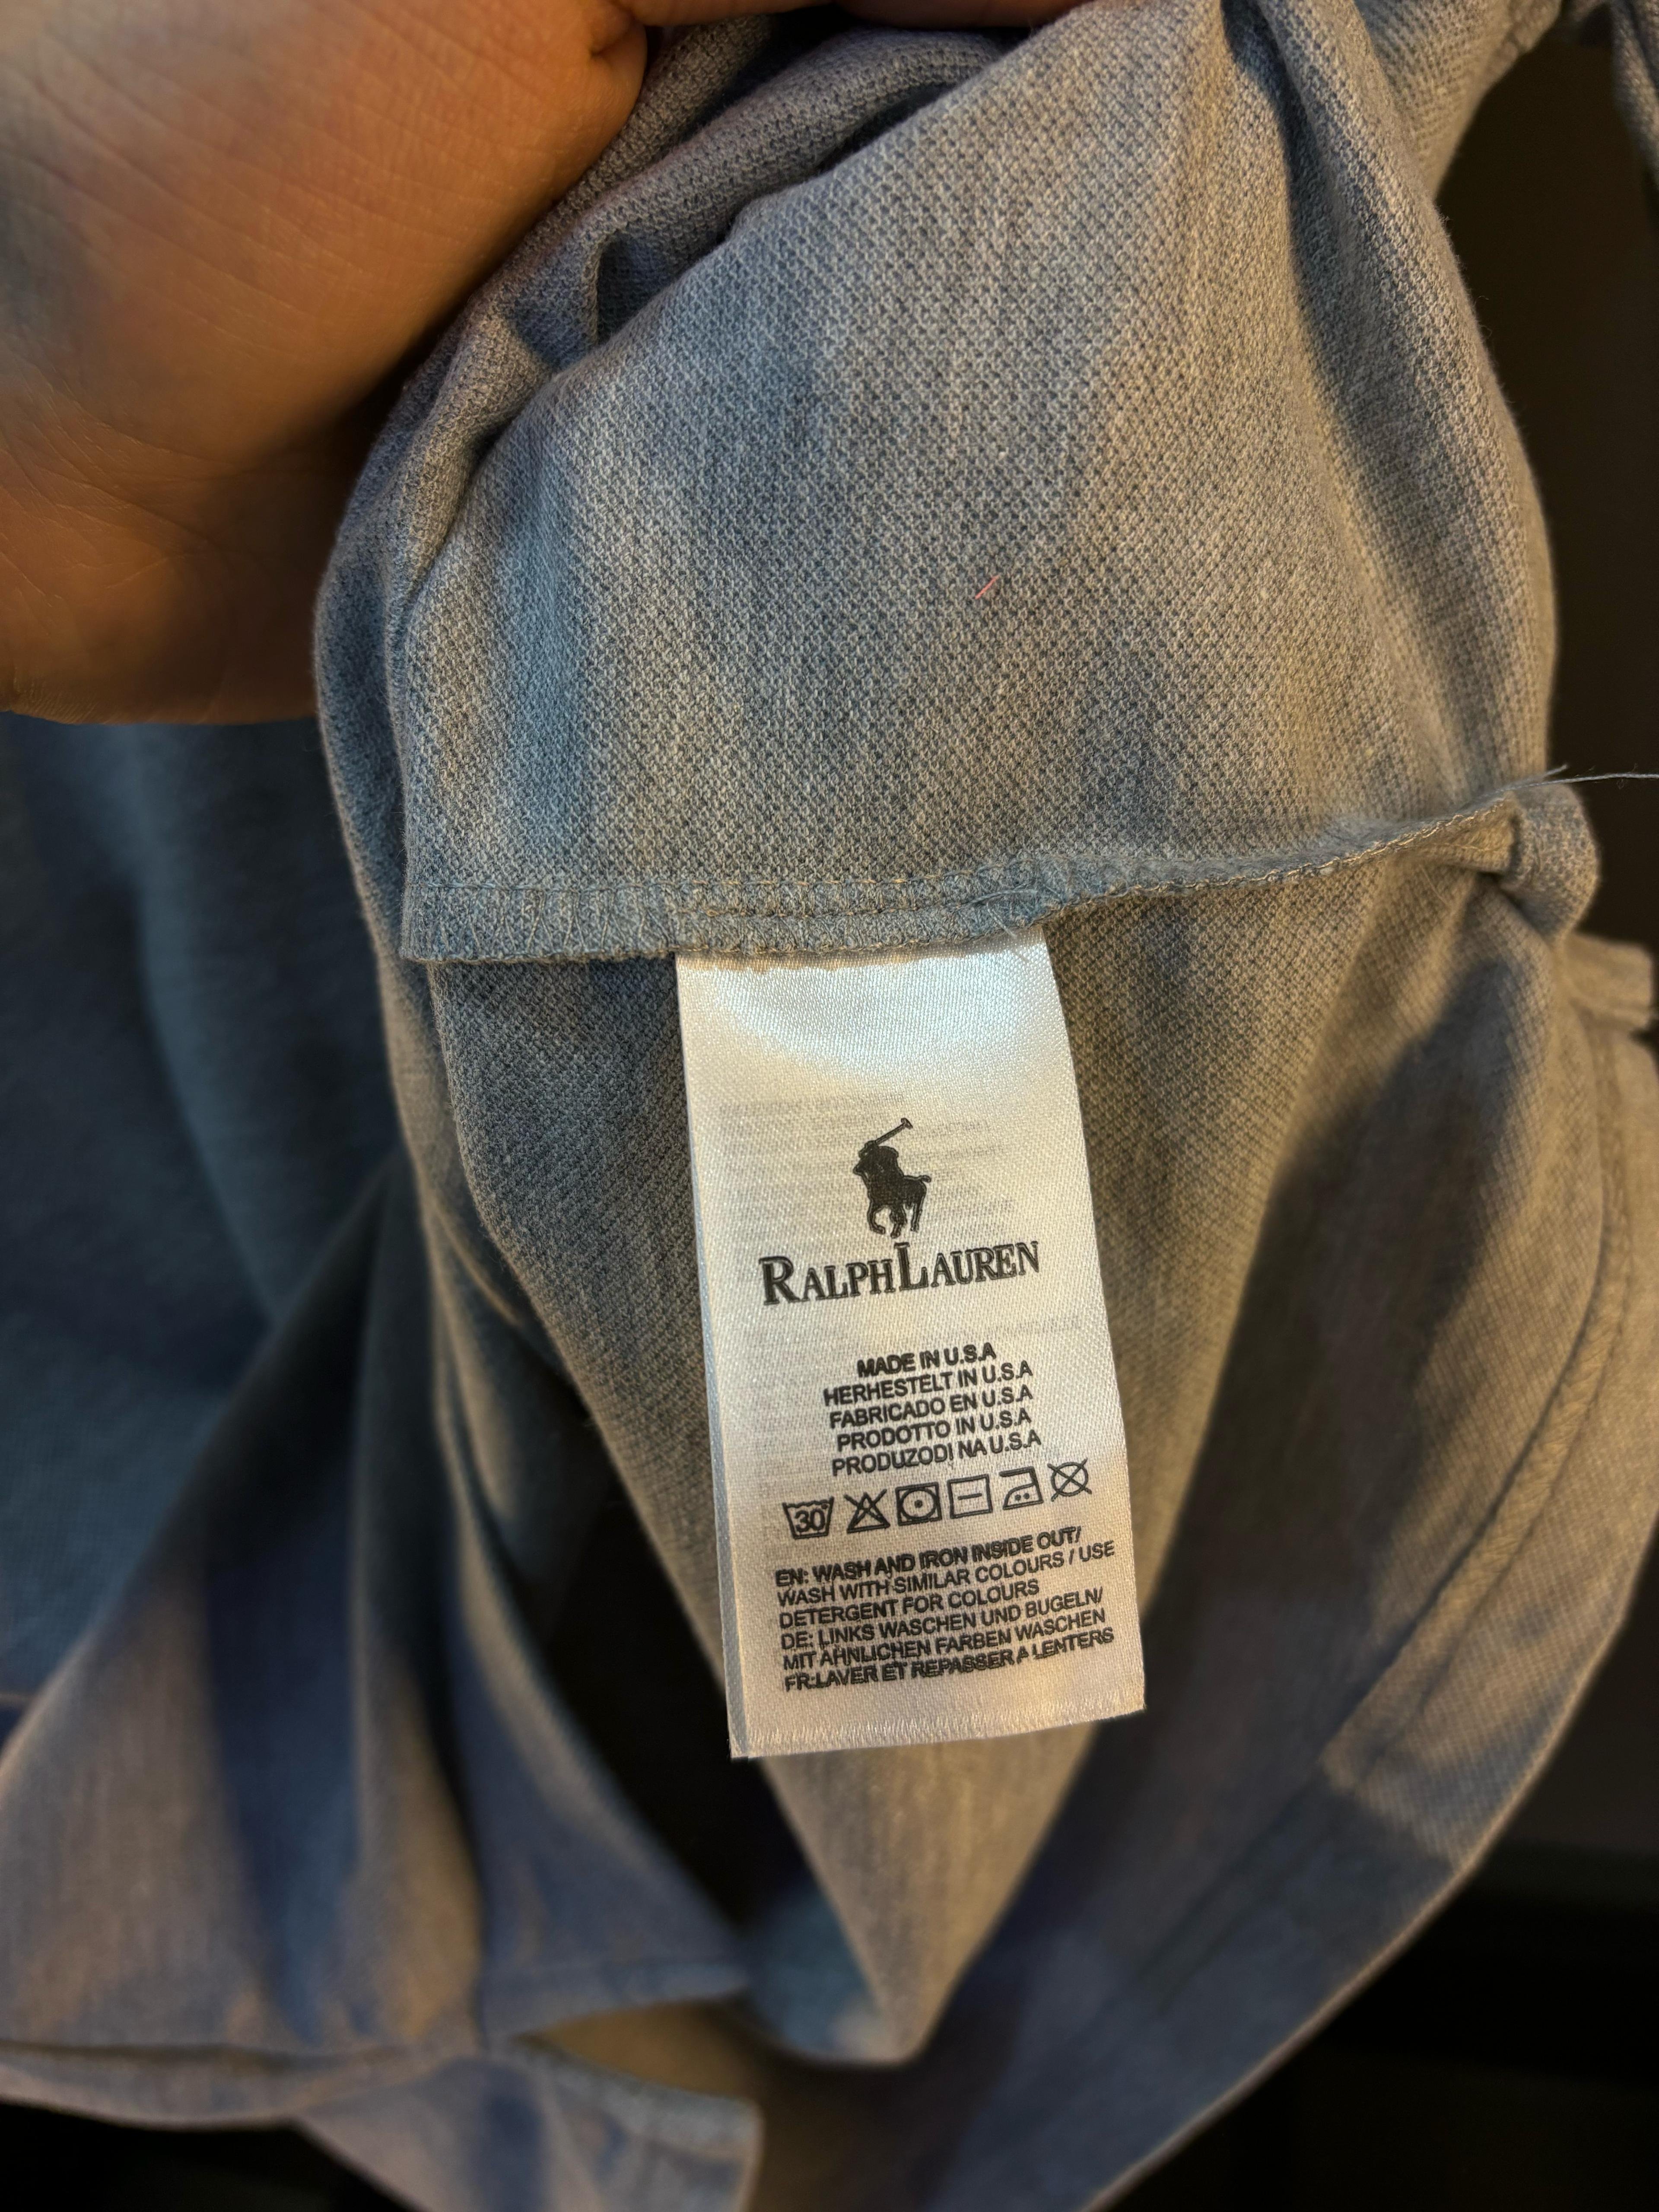 RALPH LAUREN
MADE IN U.S.A
HERHESTELT IN U.S.A
FABRICADO EN U.S.A
PRODOTTO IN U.S.A
PRODUZODI NA U.S.A
30
EN: WASH AND IRON INSIDE OUT/
WASH WITH SIMILAR COLOURS / USE
DETERGENT FOR COLOURS
DE: LINKS WASCHEN UND BUGELN/
MIT AHNLICHEN FARBEN WASCHEN
FR:LAVER ET REPASSER A LENTERS